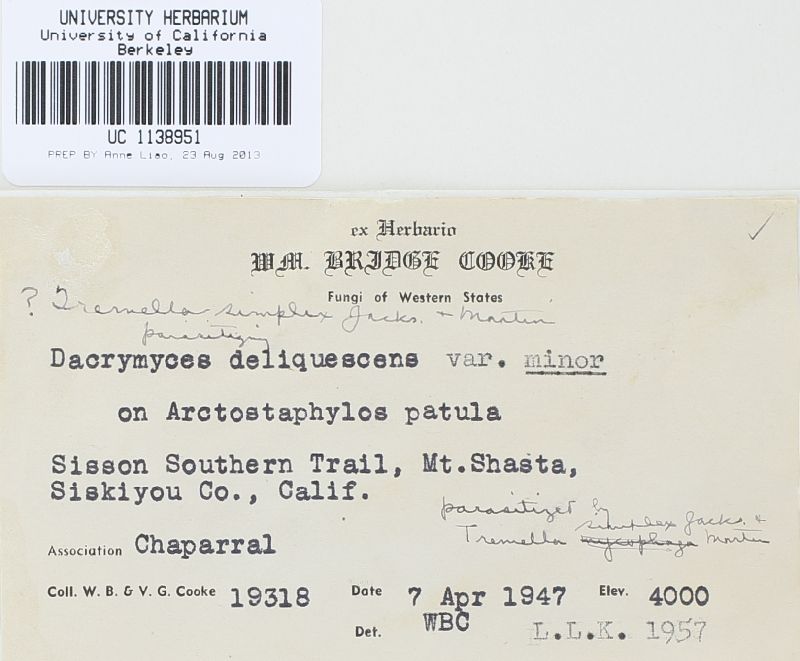 UNIVERSITY HERBARIUM
University of California
Berkeley
UC 1138951
PREP BY Anne Liao, 23 Aug 2013
ex Herbario
WM. BRIDGE COOKE
Fungi of Western States
? Tremella simplex Jacks. + Martin
parasitizing
Dacrymyces deliquescens var. minor
on Arctostaphylos patula
Sisson Southern Trail, Mt.Shasta,
Siskiyou Co., Calif.
parasitized by
simplex Jacks. +
Tremella mycophaga Martin
Association Chaparral
Coll. W. B. & V. G. Cooke 19318 Date 7 Apr 1947 Elev. 4000
Det. WBC L.L.K. 1957